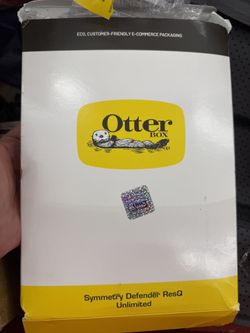 ECO, CUSTOMER-FRIENDLY E-COMMERCE PACKAGING
Otter
BOX
Symmetry Defender ResQ
Unlimited